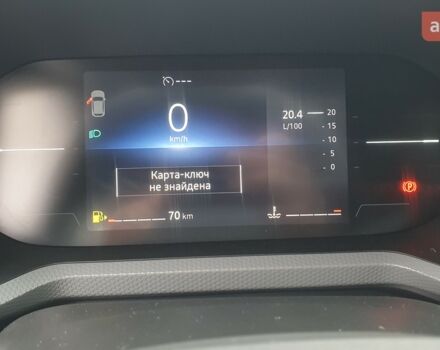 a
---
0
km/h
20.4
L/100
20
15
10
5
0
Карта-ключ
не знайдена
70 km
P